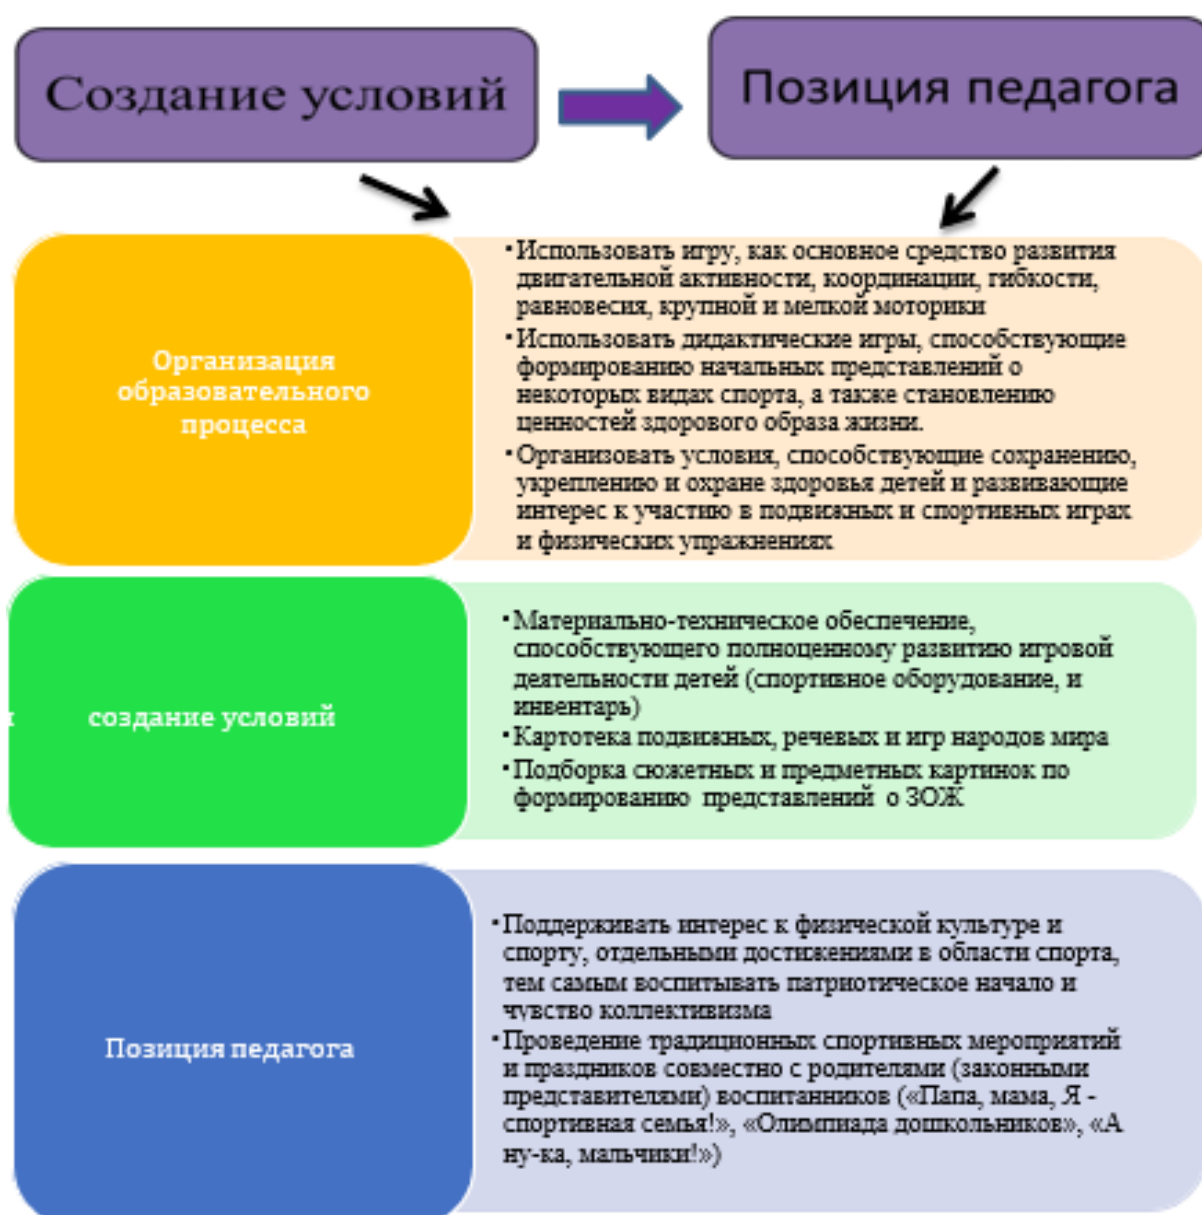 Создание условий
Позиция педагога
Организация
образовательного
процесса
•Использовать игру, как основное средство развития
двигательной активности, координации, гибкости,
равновесия, крупной и мелкой моторики
•Использовать дидактические игры, способствующие
формированию начальных представлений о
некоторых видах спорта, а также становлению
ценностей здорового образа жизни.
•Организовать условия, способствующие сохранению,
укреплению и охране здоровья детей и развивающие
интерес к участию в подвижных и спортивных играх
и физических упражнениях
создание условий
•Материально-техническое обеспечение,
способствующего полноценному развитию игровой
деятельности детей (спортивное оборудование, и
инвентарь)
•Картотека подвижных, речевых и игр народов мира
•Подборка сюжетных и предметных картинок по
формированию представлений о ЗОЖ
Позиция педагога
•Поддерживать интерес к физической культуре и
спорту, отдельными достижениями в области спорта,
тем самым воспитывать патриотическое начало и
чувство коллективизма
•Проведение традиционных спортивных мероприятий
и праздников совместно с родителями (законными
представителями) воспитанников («Папа, мама, Я -
спортивная семья!», «Олимпиада дошкольников», «А
ну-ка, мальчики!»)